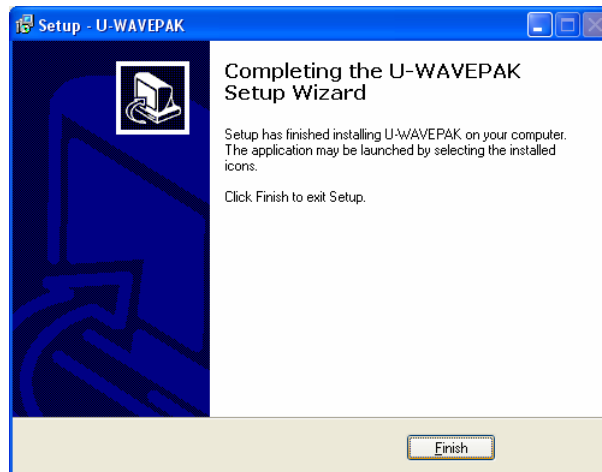 Setup - U-WAVEPAK
Completing the U-WAVEPAK
Setup Wizard
Setup has finished installing U-WAVEPAK on your computer.
The application may be launched by selecting the installed
icons.
Click Finish to exit Setup.
Finish